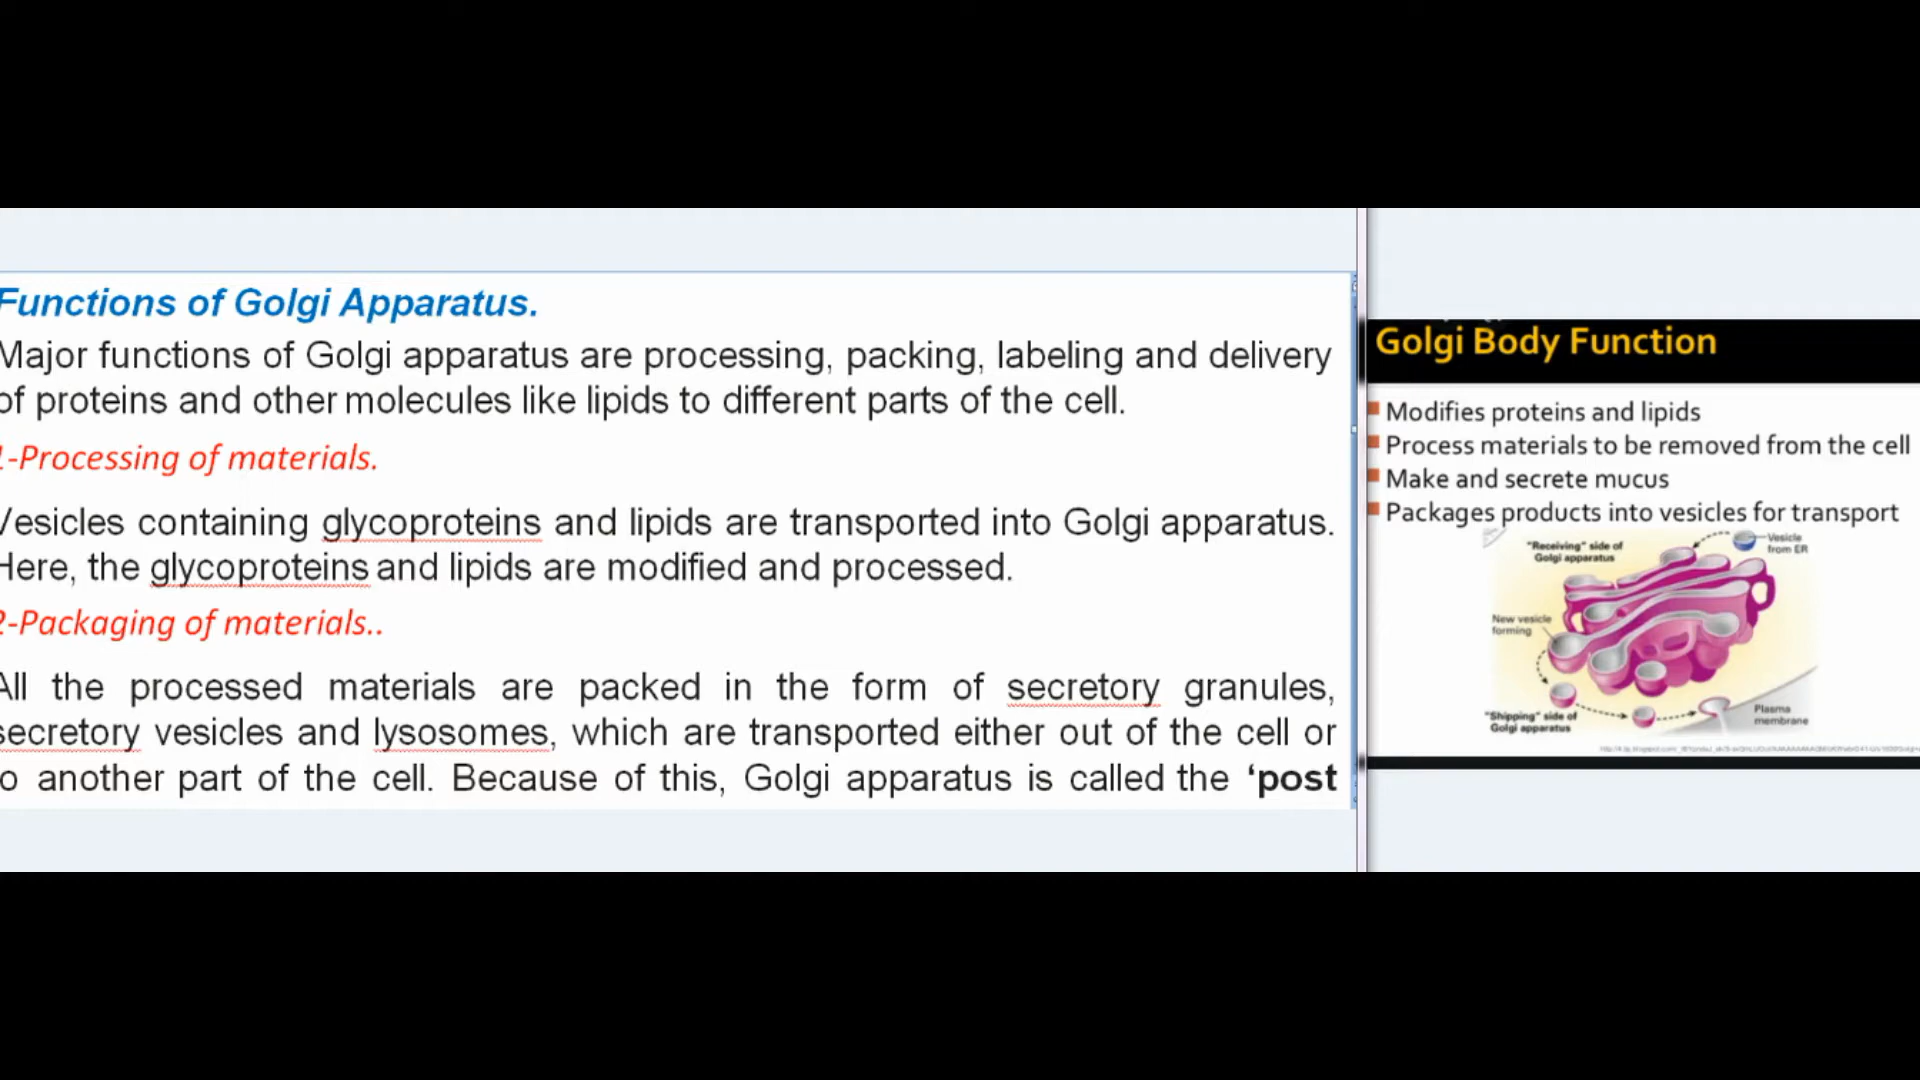 Functions of Golgi Apparatus.
Major functions of Golgi apparatus are processing, packing, labeling and delivery
of proteins and other molecules like lipids to different parts of the cell.
1-Processing of materials.
Vesicles containing glycoproteins and lipids are transported into Golgi apparatus.
Here, the glycoproteins and lipids are modified and processed.
2-Packaging of materials..
All the processed materials are packed in the form of secretory granules,
secretory vesicles and lysosomes, which are transported either out of the cell or
to another part of the cell. Because of this, Golgi apparatus is called the ‘post
Golgi Body Function
Modifies proteins and lipids
Process materials to be removed from the cell
Make and secrete mucus
Packages products into vesicles for transport
"Receiving" side of
Golgi apparatus
Vesicle
from ER
New vesicle
forming
"Shipping" side of
Golgi apparatus
Plasma
membrane